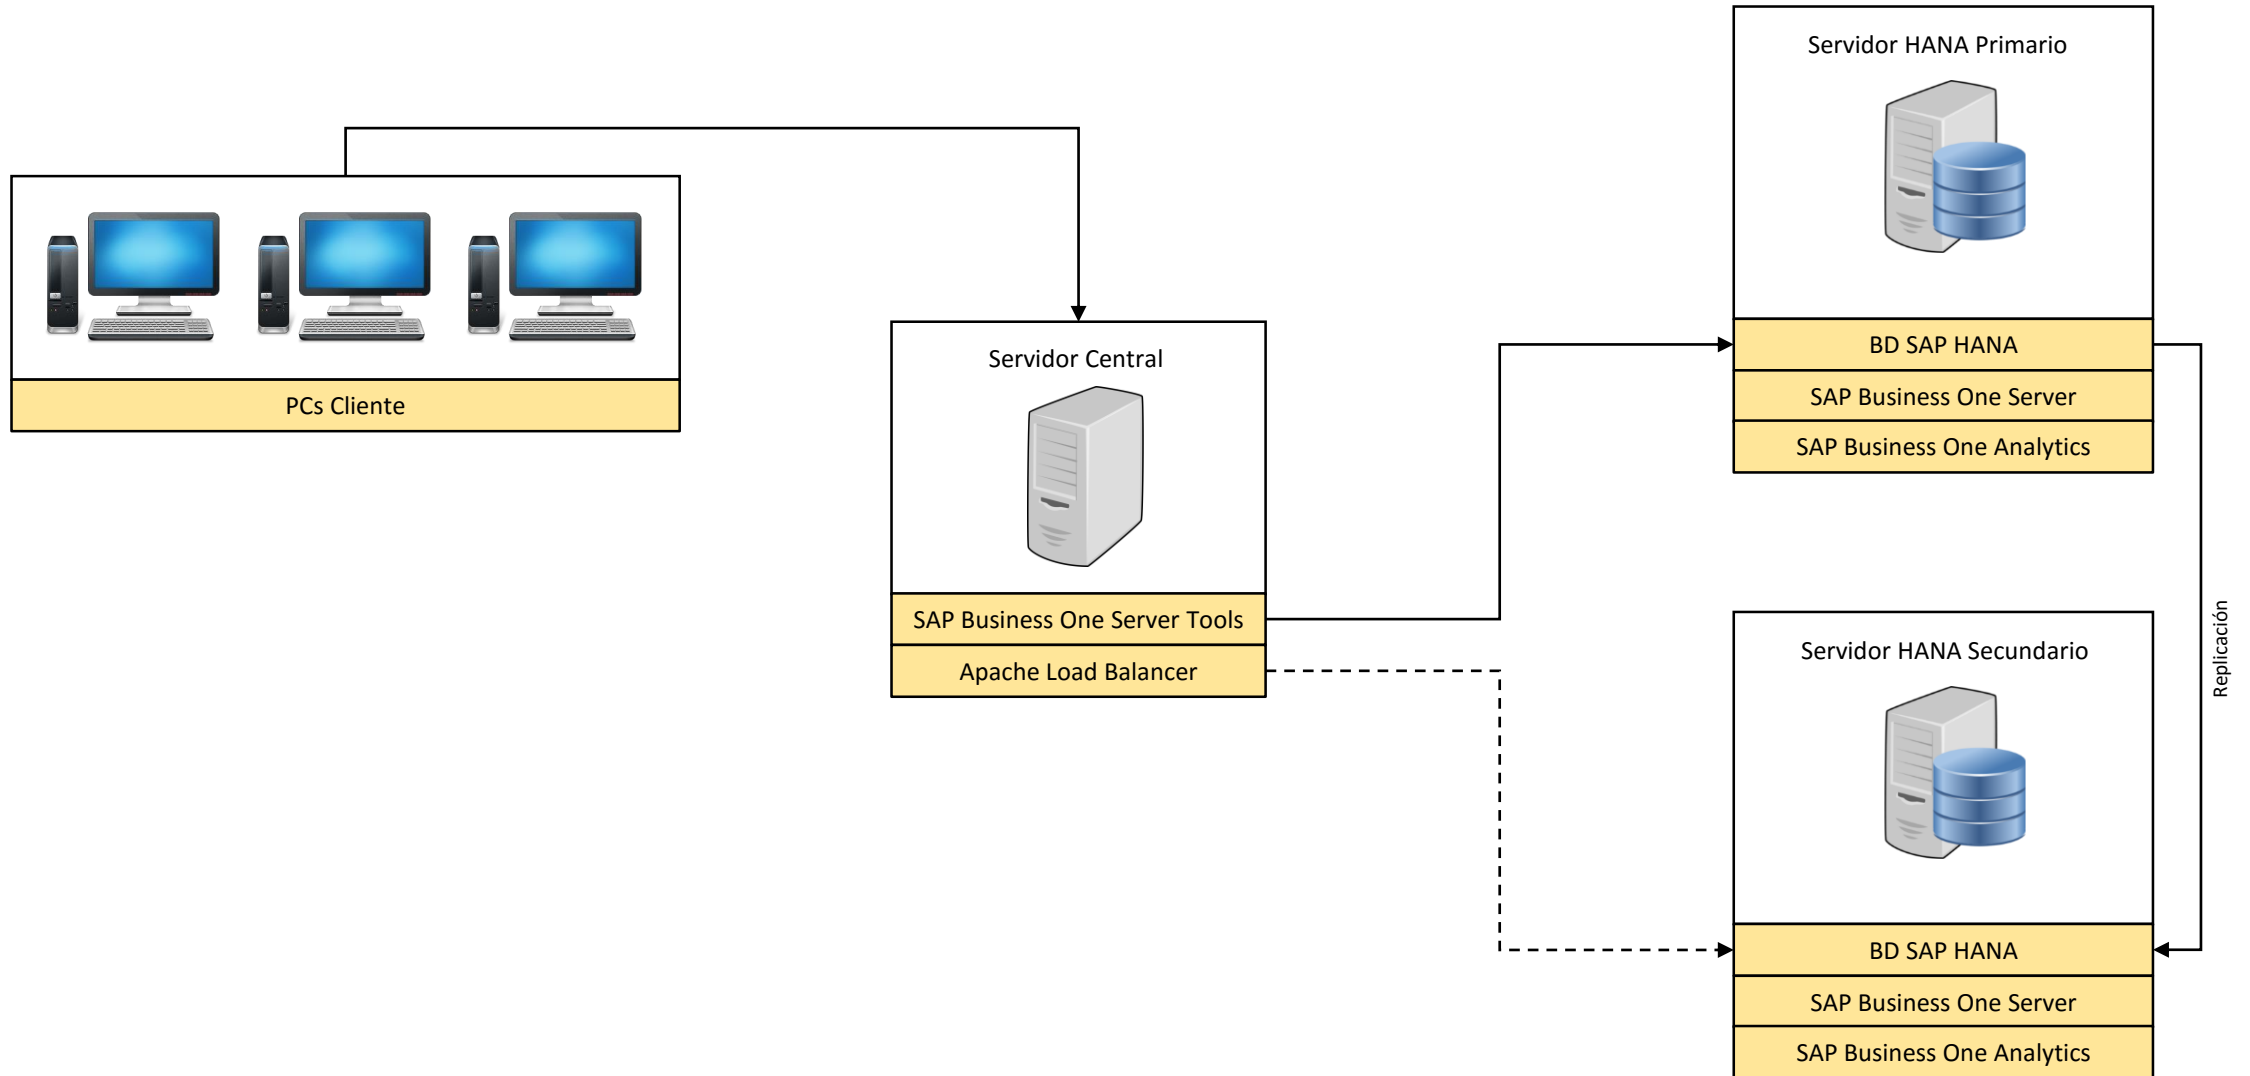 Servidor HANA Primario
BD SAP HANA
SAP Business One Server
SAP Business One Analytics
PCs Cliente
Servidor Central
SAP Business One Server Tools
Apache Load Balancer
Replicación
Servidor HANA Secundario
BD SAP HANA
SAP Business One Server
SAP Business One Analytics